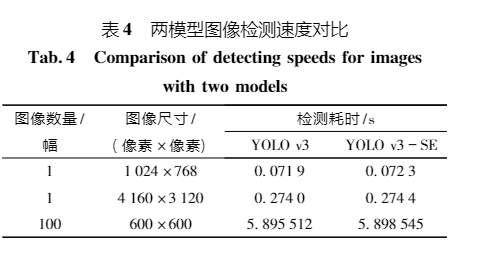 表 4 两模型图像检测速度对比
Tab. 4 Comparison of detecting speeds for images
with two models
图像数量/ 图像尺寸/ 检测耗时/s
幅 (像素×像素) YOLO v3 YOLO v3-SE
1 1 024×768 0.071 9 0.072 3
1 4 160×3 120 0.274 0 0.274 4
100 600×600 5.895 512 5.898 545